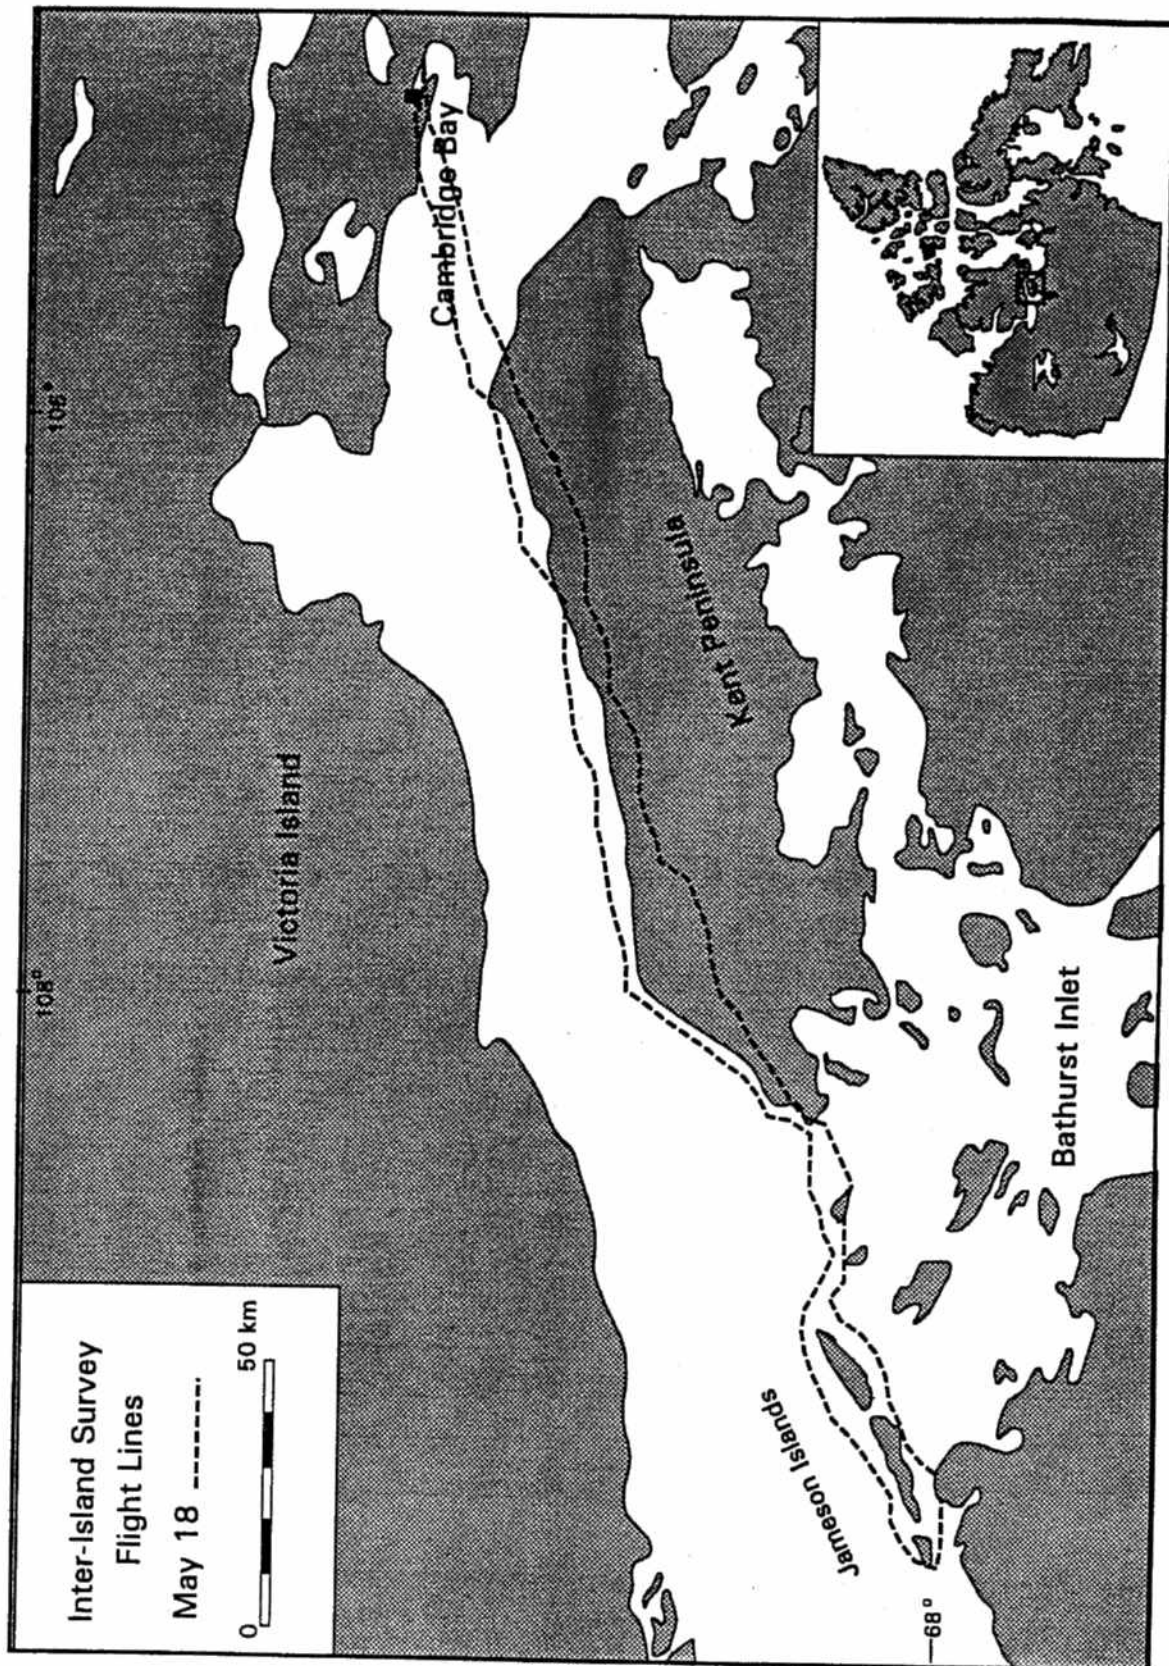 Inter-Island Survey
Flight Lines
May 18
0
50 km
108°
106°
Victoria Island
Cambridge Bay
Kent Peninsula
Jameson Islands
Bathurst Inlet
68°